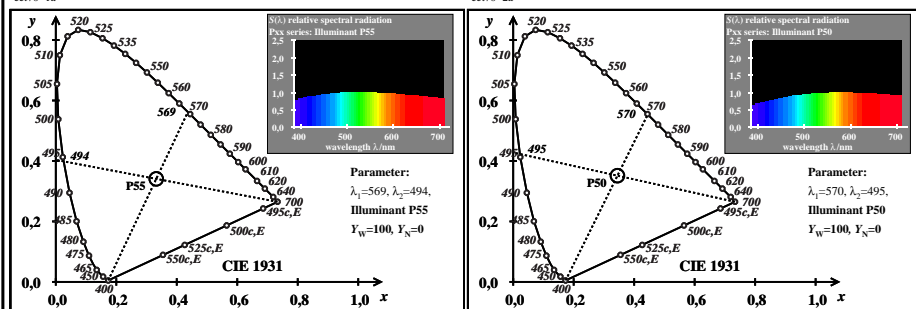 y
520
525
535
0,8
510
550
505
560
0,6
570
569
500
580
590
495
494
600
0,4
610
P55
620
640
490
700
495c,E
0,2
485
500c,E
480
525c,E
475
550c,E
465
450
CIE 1931
0,0
400
0,0 0,2 0,4 0,6 0,8 1,0 x
S(λ) relative spectral radiation
Pxx series: Illuminant P55
2,5
2,0
1,5
1,0
0,5
0,0
400 500 600 700
wavelength λ/nm
Parameter:
λ₁=569, λ₂=494,
Illuminant P55
Y_W=100, Y_N=0
y
520
525
535
0,8
510
550
505
560
0,6
570
570
500
580
590
495
495
600
0,4
610
P50
620
640
490
700
495c,E
0,2
485
500c,E
480
525c,E
475
550c,E
465
450
CIE 1931
0,0
400
0,0 0,2 0,4 0,6 0,8 1,0 x
S(λ) relative spectral radiation
Pxx series: Illuminant P50
2,5
2,0
1,5
1,0
0,5
0,0
400 500 600 700
wavelength λ/nm
Parameter:
λ₁=570, λ₂=495,
Illuminant P50
Y_W=100, Y_N=0